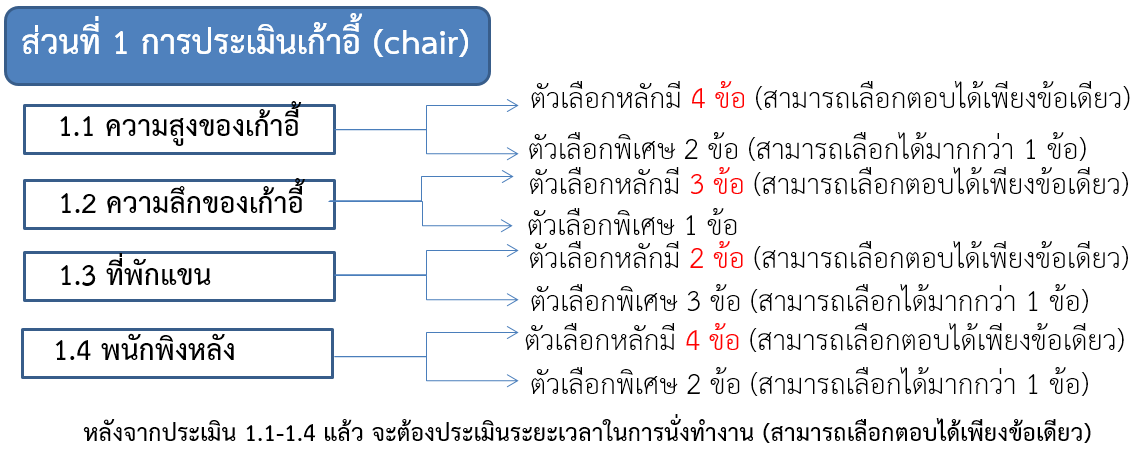 ส่วนที่ 1 การประเมินเก้าอี้ (chair)
1.1 ความสูงของเก้าอี้
ตัวเลือกหลักมี 4 ข้อ (สามารถเลือกตอบได้เพียงข้อเดียว)
ตัวเลือกพิเศษ 2 ข้อ (สามารถเลือกได้มากกว่า 1 ข้อ)
1.2 ความลึกของเก้าอี้
ตัวเลือกหลักมี 3 ข้อ (สามารถเลือกตอบได้เพียงข้อเดียว)
ตัวเลือกพิเศษ 1 ข้อ
1.3 ที่พักแขน
ตัวเลือกหลักมี 2 ข้อ (สามารถเลือกตอบได้เพียงข้อเดียว)
ตัวเลือกพิเศษ 3 ข้อ (สามารถเลือกได้มากกว่า 1 ข้อ)
1.4 พนักพิงหลัง
ตัวเลือกหลักมี 4 ข้อ (สามารถเลือกตอบได้เพียงข้อเดียว)
ตัวเลือกพิเศษ 2 ข้อ (สามารถเลือกได้มากกว่า 1 ข้อ)
หลังจากประเมิน 1.1-1.4 แล้ว จะต้องประเมินระยะเวลาในการนั่งทำงาน (สามารถเลือกตอบได้เพียงข้อเดียว)